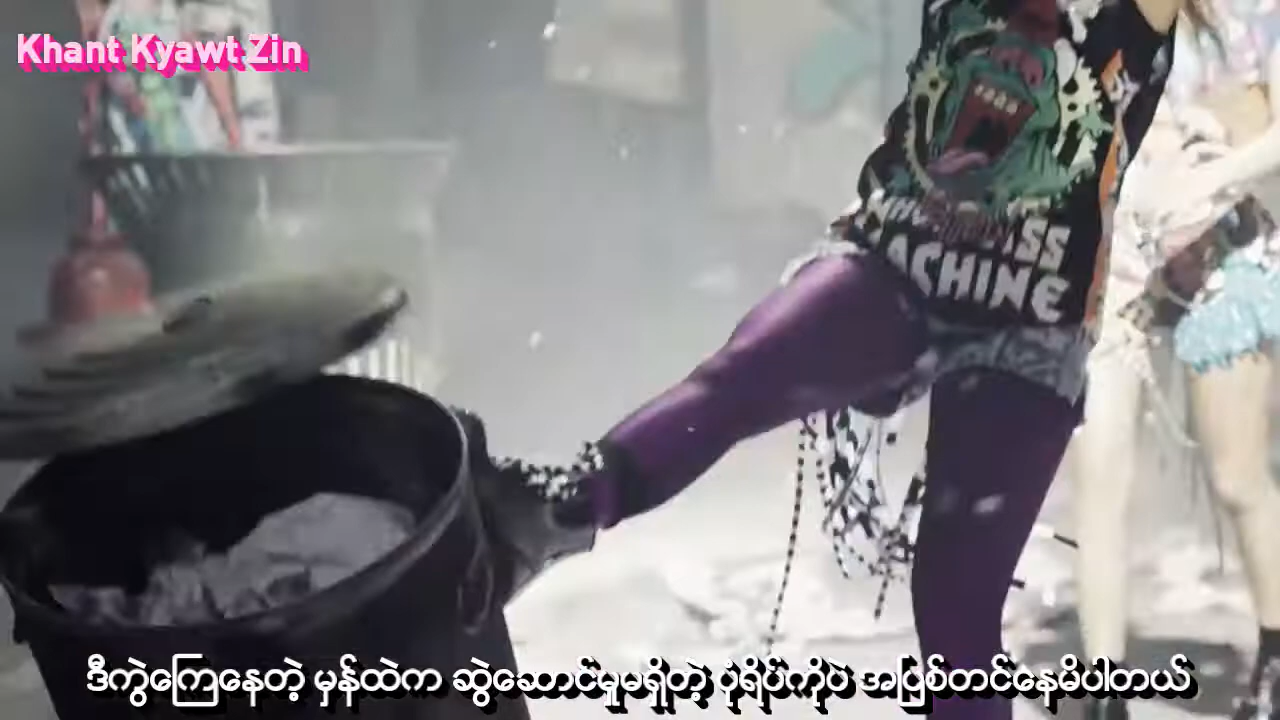 Khant Kyawt Zin
MACHINE
ဒီကွဲကြေနေတဲ့ မှန်ထဲက ဆွဲဆောင်မှုမရှိတဲ့ ပုံရိပ်ကိုပဲ အပြစ်တင်နေမိပါတယ်